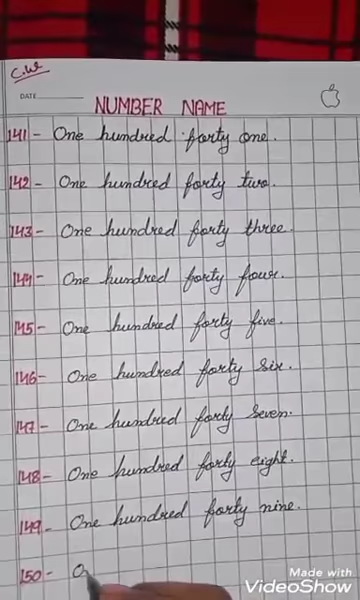 C.W
DATE
NUMBER NAME
141- One hundred forty one.
142- One hundred forty two.
143- One hundred forty three.
144- One hundred forty four.
145- One hundred forty five.
146- One hundred forty six.
147- One hundred forty seven.
148- One hundred forty eight.
149- One hundred forty nine.
150- O
Made with
VideoShow